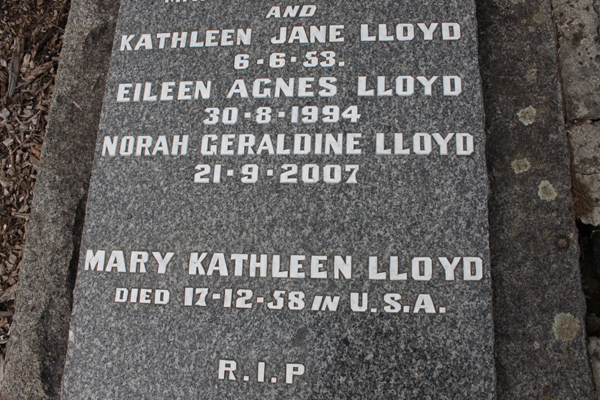 AND
KATHLEEN JANE LLOYD
6-6-53.
EILEEN AGNES LLOYD
30-8-1994
NORAH GERALDINE LLOYD
21-9-2007
MARY KATHLEEN LLOYD
DIED 17-12-58 IN U.S.A.
R.I.P